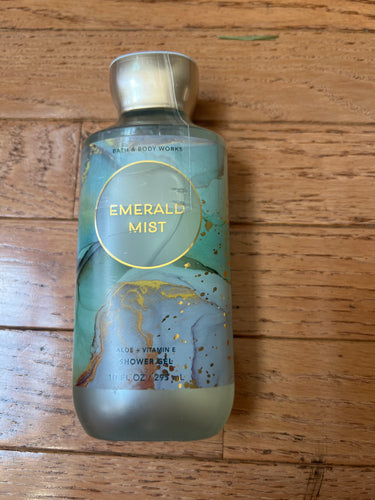 BATH & BODY WORKS
EMERALD
MIST
ALOE + VITAMIN E
SHOWER GEL
10 FL OZ / 295 mL